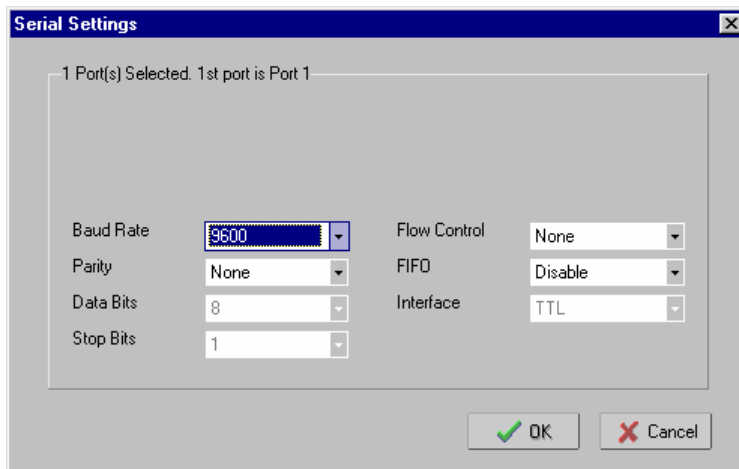 Serial Settings
1 Port(s) Selected. 1st port is Port 1
Baud Rate 9600 Flow Control None
Parity None FIFO Disable
Data Bits 8 Interface TTL
Stop Bits 1
OK Cancel